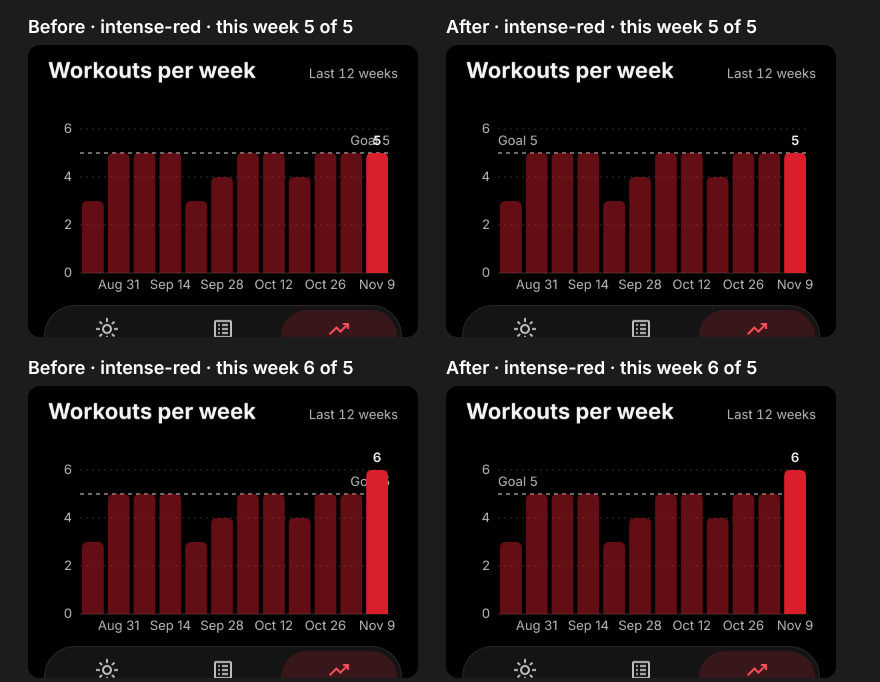 Before · intense-red · this week 5 of 5
Workouts per week
Last 12 weeks
6
Goal 5
5
4
2
0
Aug 31 Sep 14 Sep 28 Oct 12 Oct 26 Nov 9
After · intense-red · this week 5 of 5
Workouts per week
Last 12 weeks
6
Goal 5
5
4
2
0
Aug 31 Sep 14 Sep 28 Oct 12 Oct 26 Nov 9
Before · intense-red · this week 6 of 5
Workouts per week
Last 12 weeks
6
6
4
2
0
Aug 31 Sep 14 Sep 28 Oct 12 Oct 26 Nov 9
After · intense-red · this week 6 of 5
Workouts per week
Last 12 weeks
6
6
Goal 5
4
2
0
Aug 31 Sep 14 Sep 28 Oct 12 Oct 26 Nov 9